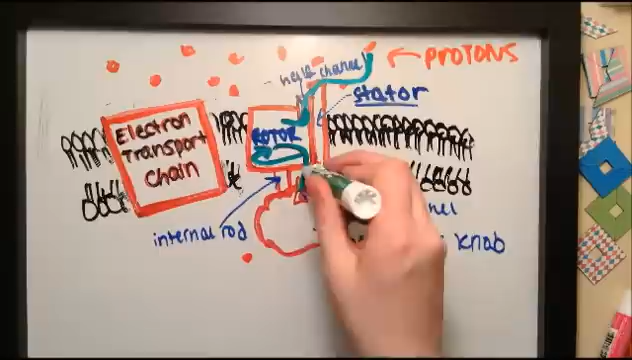 PROTONS
half channel
stator
Electron
Transport
Chain
ROTOR
internal rod
knob